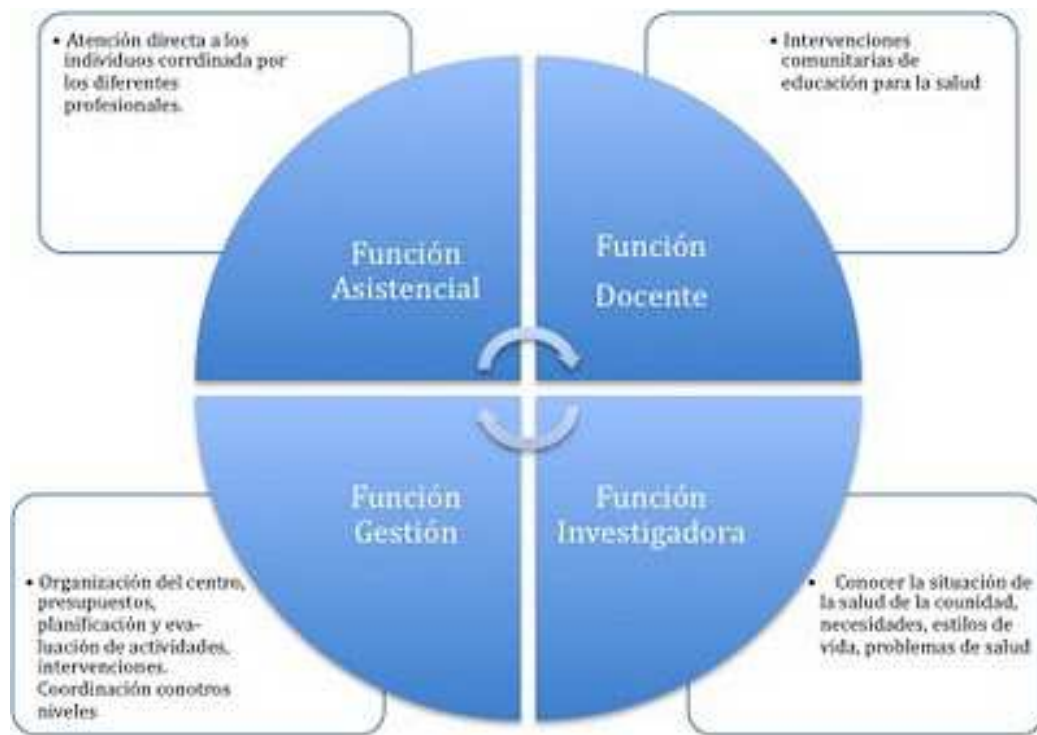 • Atención directa a los
individuos corrdinada por
los diferentes
profesionales.
• Intervenciones
comunitarias de
educación para la salud
Función
Asistencial
Función
Docente
Función
Gestión
Función
Investigadora
• Organización del centro,
presupuestos,
planificación y eva-
luación de actividades,
intervenciones.
Coordinación conotros
niveles
• Conocer la situación de
la salud de la counidad,
necesidades, estilos de
vida, problemas de salud